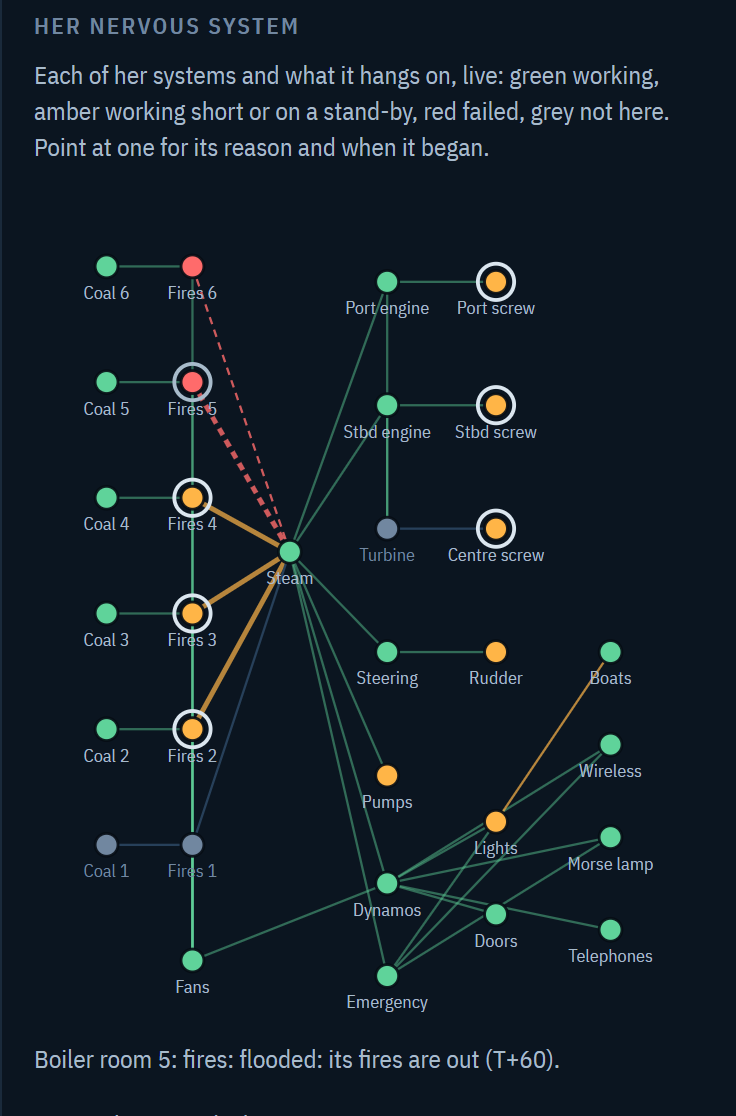 HER NERVOUS SYSTEM
Each of her systems and what it hangs on, live: green working,
amber working short or on a stand-by, red failed, grey not here.
Point at one for its reason and when it began.
Coal 6
Fires 6
Port engine
Port screw
Coal 5
Fires 5
Stbd engine
Stbd screw
Coal 4
Fires 4
Turbine
Centre screw
Steam
Coal 3
Fires 3
Steering
Rudder
Boats
Coal 2
Fires 2
Wireless
Pumps
Lights
Morse lamp
Coal 1
Fires 1
Dynamos
Doors
Telephones
Fans
Emergency
Boiler room 5: fires: flooded: its fires are out (T+60).